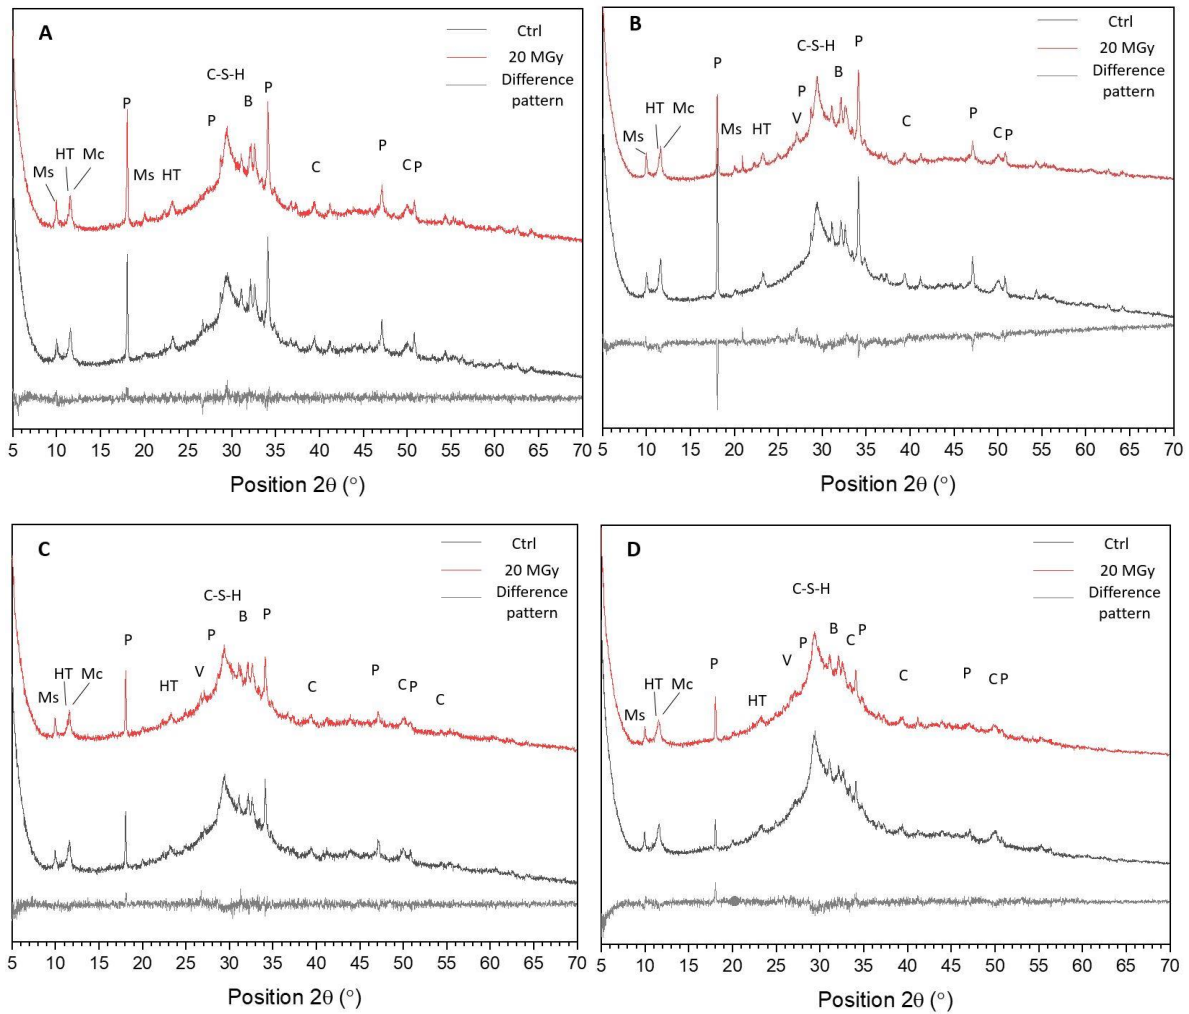 A
Ctrl
20 MGy
Difference
pattern
C-S-H
P
B
P
P
P
HT
Mc
Ms
Ms
HT
C
C
P
5 10 15 20 25 30 35 40 45 50 55 60 65 70
Position 2θ (°)
B
Ctrl
20 MGy
Difference
pattern
C-S-H
P
P
B
P
HT
Mc
Ms
Ms
HT
V
C
P
C
P
5 10 15 20 25 30 35 40 45 50 55 60 65 70
Position 2θ (°)
C
Ctrl
20 MGy
Difference
pattern
C-S-H
B
P
P
P
HT
Mc
Ms
HT
V
C
P
C
P
C
5 10 15 20 25 30 35 40 45 50 55 60 65 70
Position 2θ (°)
D
Ctrl
20 MGy
Difference
pattern
C-S-H
B
P
P
C
P
V
HT
Mc
Ms
HT
C
P
C
P
5 10 15 20 25 30 35 40 45 50 55 60 65 70
Position 2θ (°)